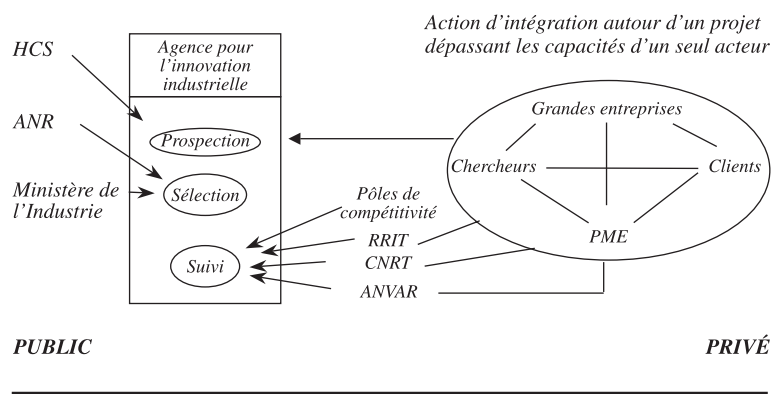 Action d'intégration autour d'un projet
dépassant les capacités d'un seul acteur
HCS
Agence pour
l'innovation
industrielle
Grandes entreprises
ANR
Prospection
Chercheurs
Clients
Ministère de
l'Industrie
Sélection
Pôles de
compétitivité
RRIT
PME
CNRT
Suivi
ANVAR
PUBLIC
PRIVÉ